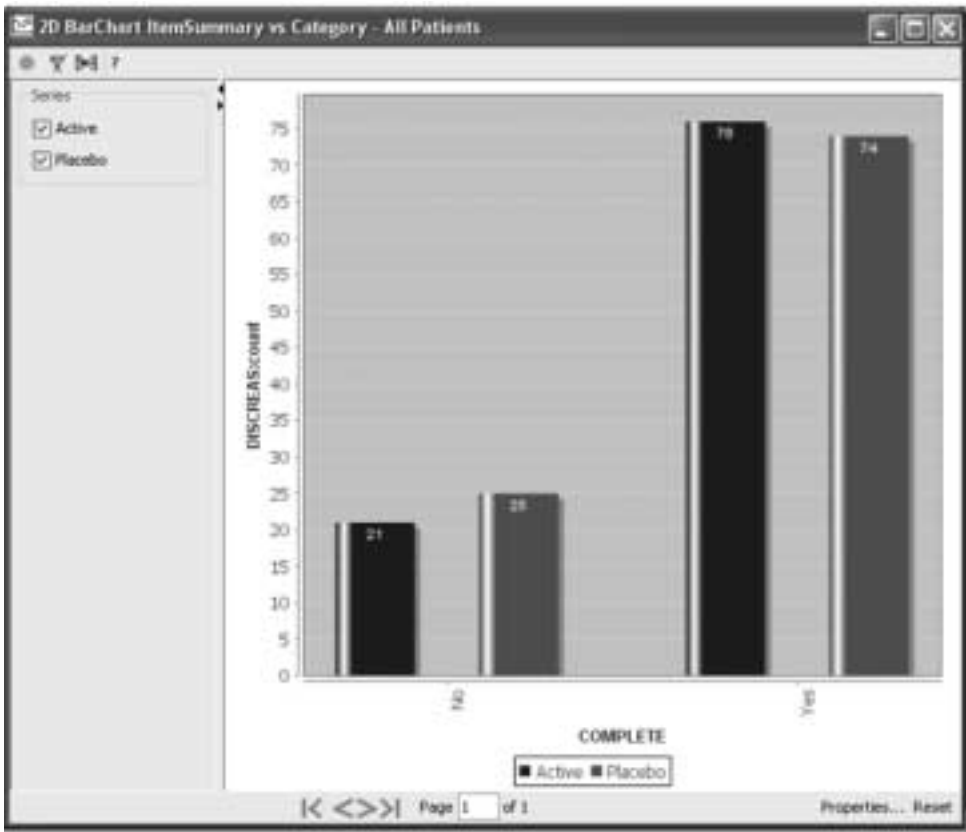 2D BarChart ItemSummary vs Category - All Patients
?
Series
Active
Placebo
DISCREAS:count
75
70
65
60
55
50
45
40
35
30
25
20
15
10
5
0
21
25
76
74
No
Yes
COMPLETE
Active Placebo
Page 1 of 1
Properties... Reset